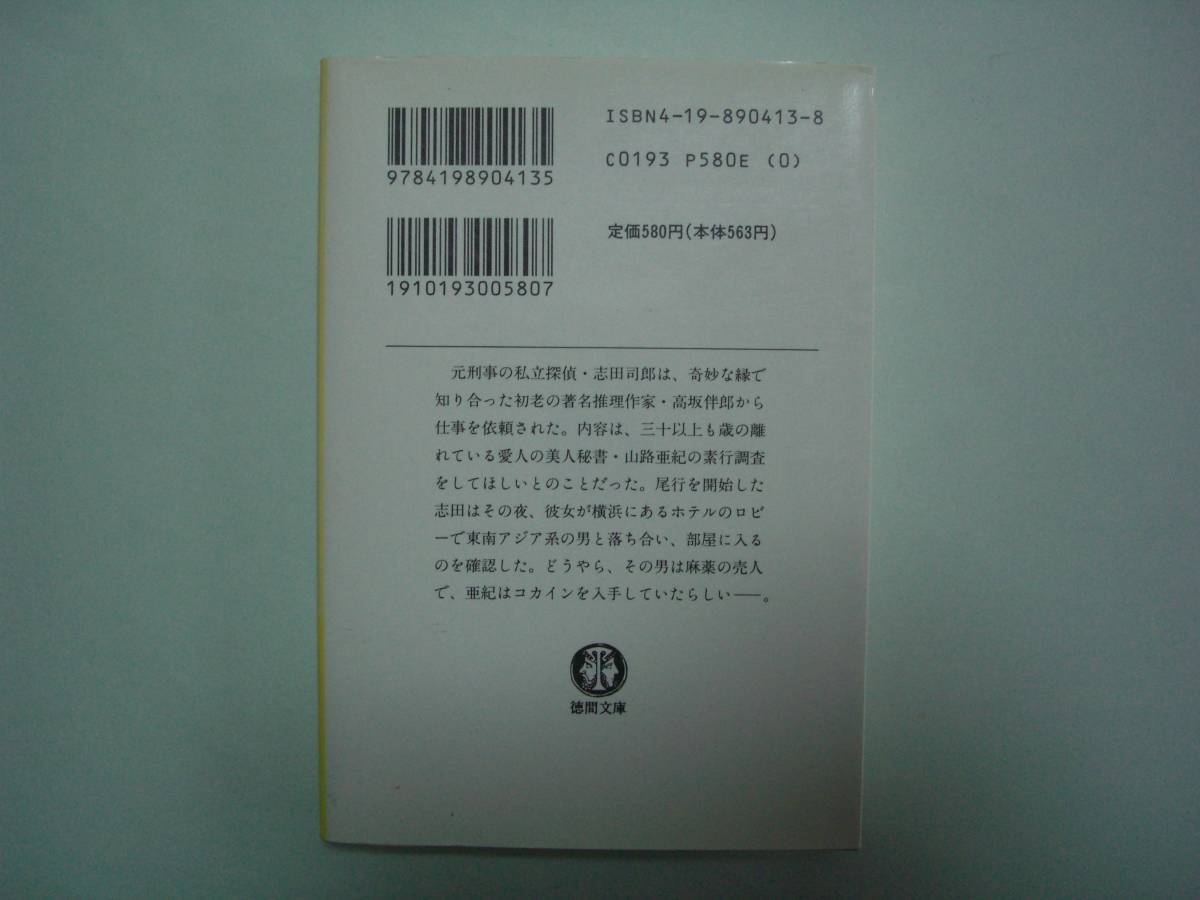 ISBN4-19-890413-8
9784198904135
C0193 P580E (0)
1910193005807
定価580円(本体563円)
元刑事の私立探偵・志田司郎は、奇妙な縁で
知り合った初老の著名推理作家・高坂伴郎から
仕事を依頼された。内容は、三十以上も歳の離
れている愛人の美人秘書・山路亜紀の素行調査
をしてほしいとのことだった。尾行を開始した
志田はその夜、彼女が横浜にあるホテルのロビ
ーで東南アジア系の男と落ち合い、部屋に入る
のを確認した。どうやら、その男は麻薬の売人
で、亜紀はコカインを入手していたらしい――。
徳間文庫